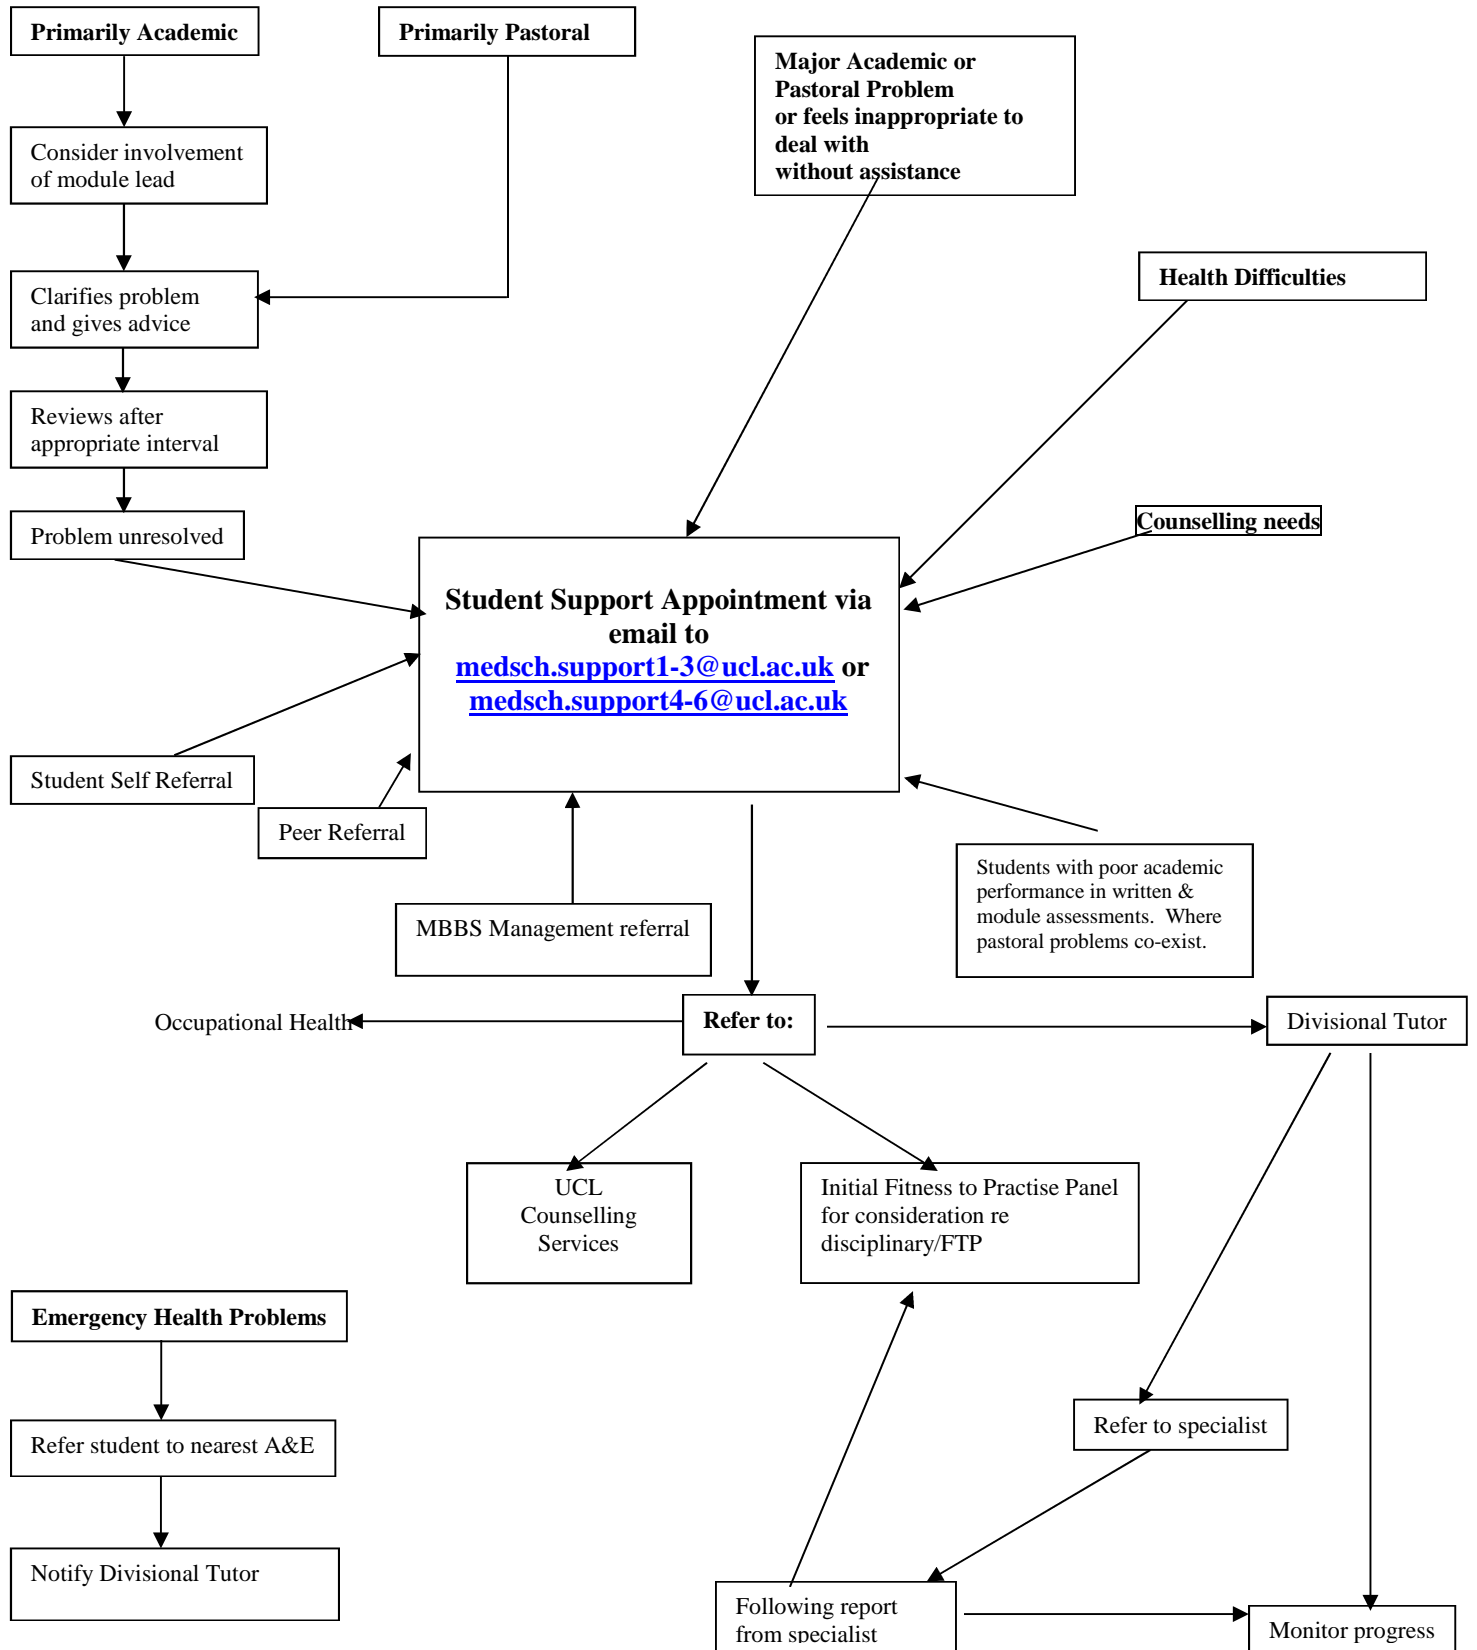 Primarily Academic
Primarily Pastoral
Major Academic or
Pastoral Problem
or feels inappropriate to
deal with
without assistance
Consider involvement
of module lead
Health Difficulties
Clarifies problem
and gives advice
Reviews after
appropriate interval
Counselling needs
Problem unresolved
Student Support Appointment via
email to
medsch.support1-3@ucl.ac.uk or
medsch.support4-6@ucl.ac.uk
Student Self Referral
Peer Referral
Students with poor academic
performance in written &
module assessments.  Where
pastoral problems co-exist.
MBBS Management referral
Occupational Health
Refer to:
Divisional Tutor
UCL
Counselling
Services
Initial Fitness to Practise Panel
for consideration re
disciplinary/FTP
Emergency Health Problems
Refer student to nearest A&E
Refer to specialist
Notify Divisional Tutor
Following report
from specialist
Monitor progress